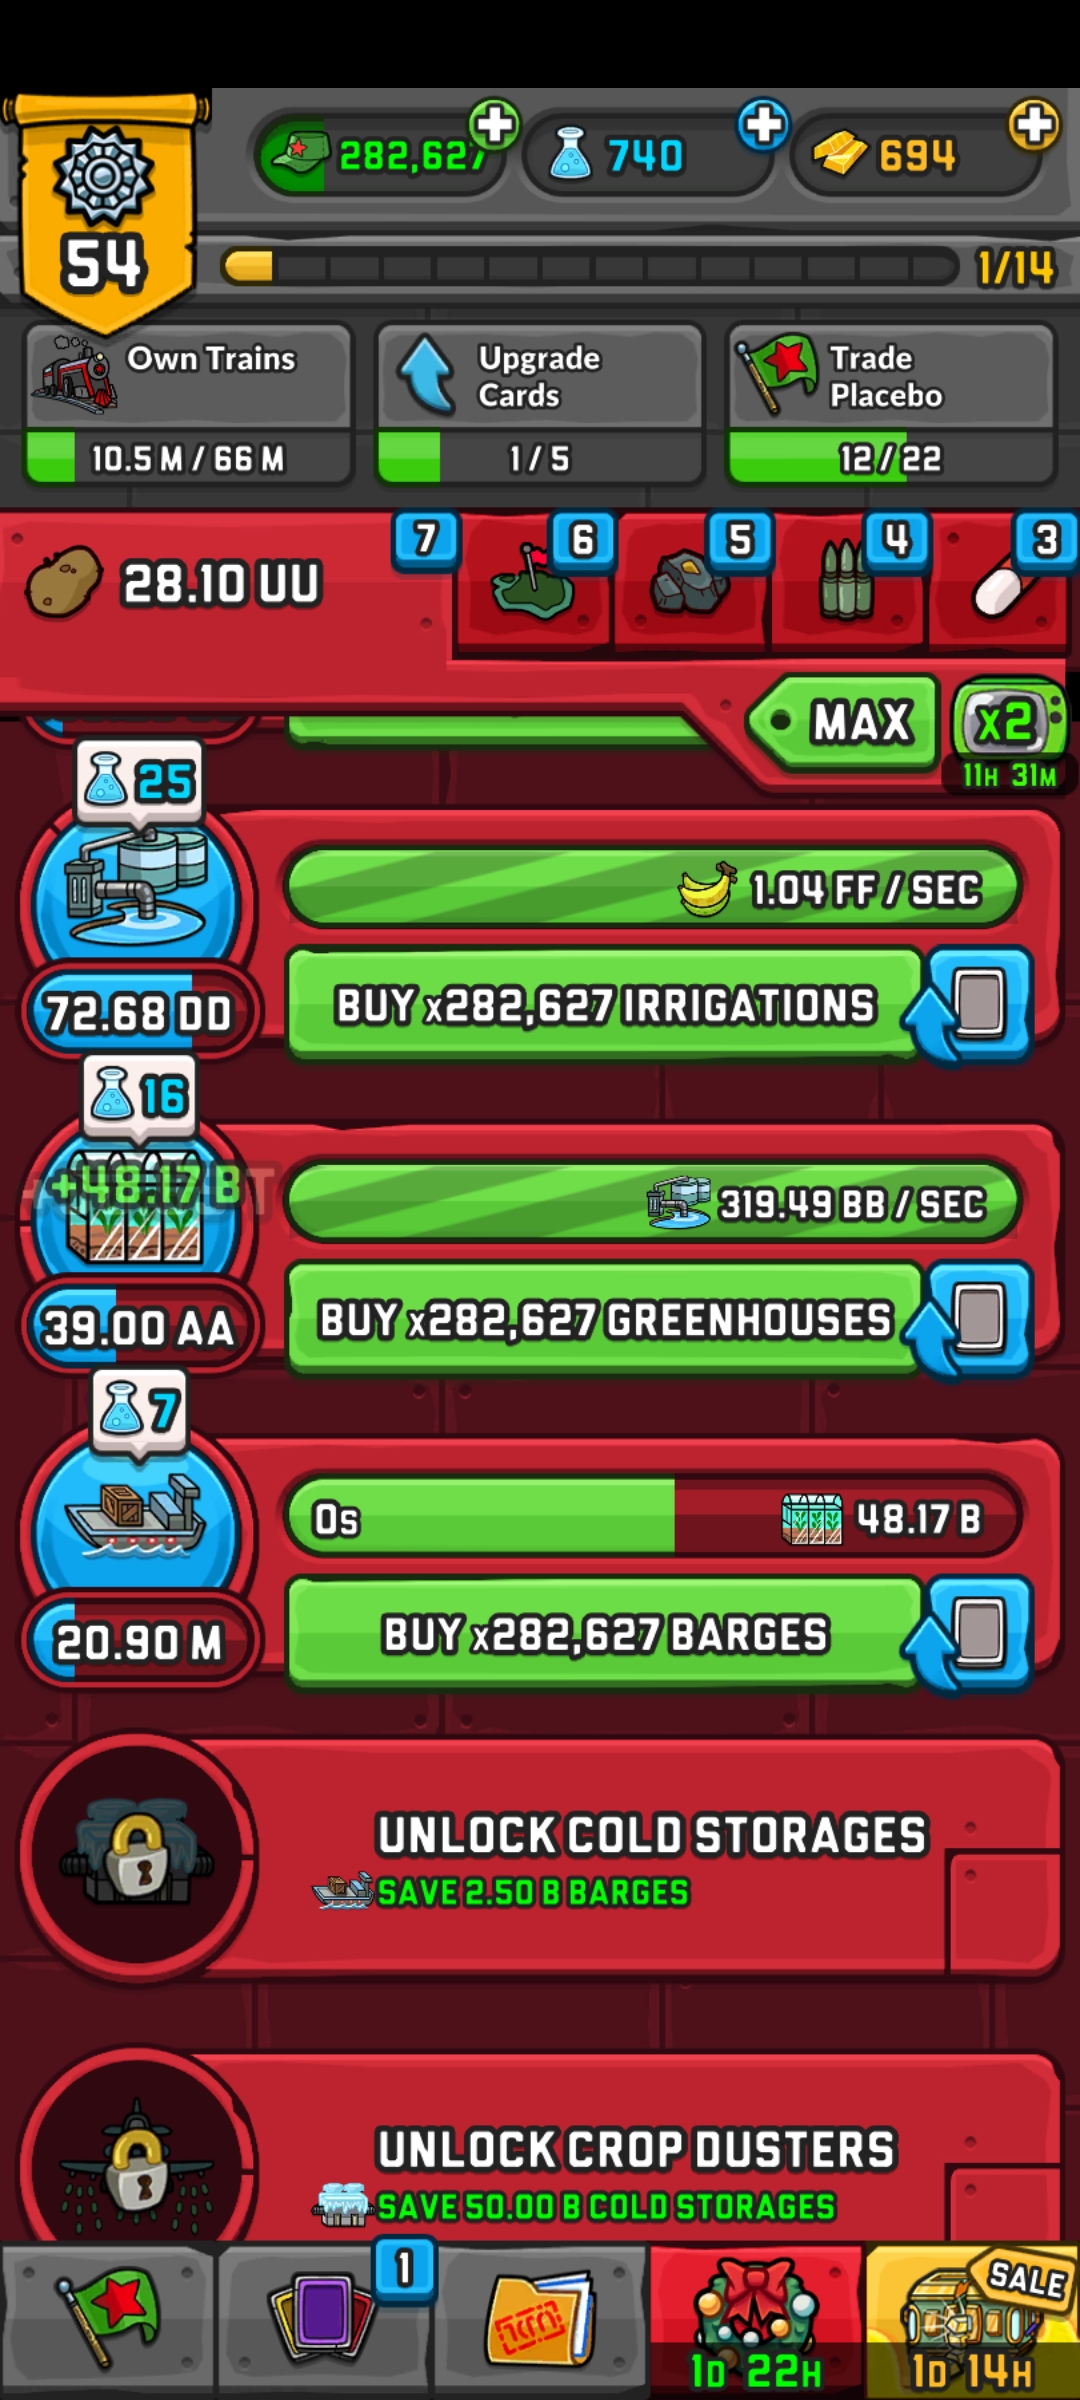 282,627
740
694
54
1/14
Own Trains
10.5 M / 66 M
Upgrade
Cards
1 / 5
Trade
Placebo
12 / 22
28.10 UU
7
6
5
4
3
MAX
x2
11H 31M
25
1.04 FF / SEC
72.68 DD
BUY x282,627 IRRIGATIONS
16
+48.17 B
319.49 BB / SEC
39.00 AA
BUY x282,627 GREENHOUSES
7
0s
48.17 B
20.90 M
BUY x282,627 BARGES
UNLOCK COLD STORAGES
SAVE 2.50 B BARGES
UNLOCK CROP DUSTERS
SAVE 50.00 B COLD STORAGES
1
SALE
1D 22H
1D 14H